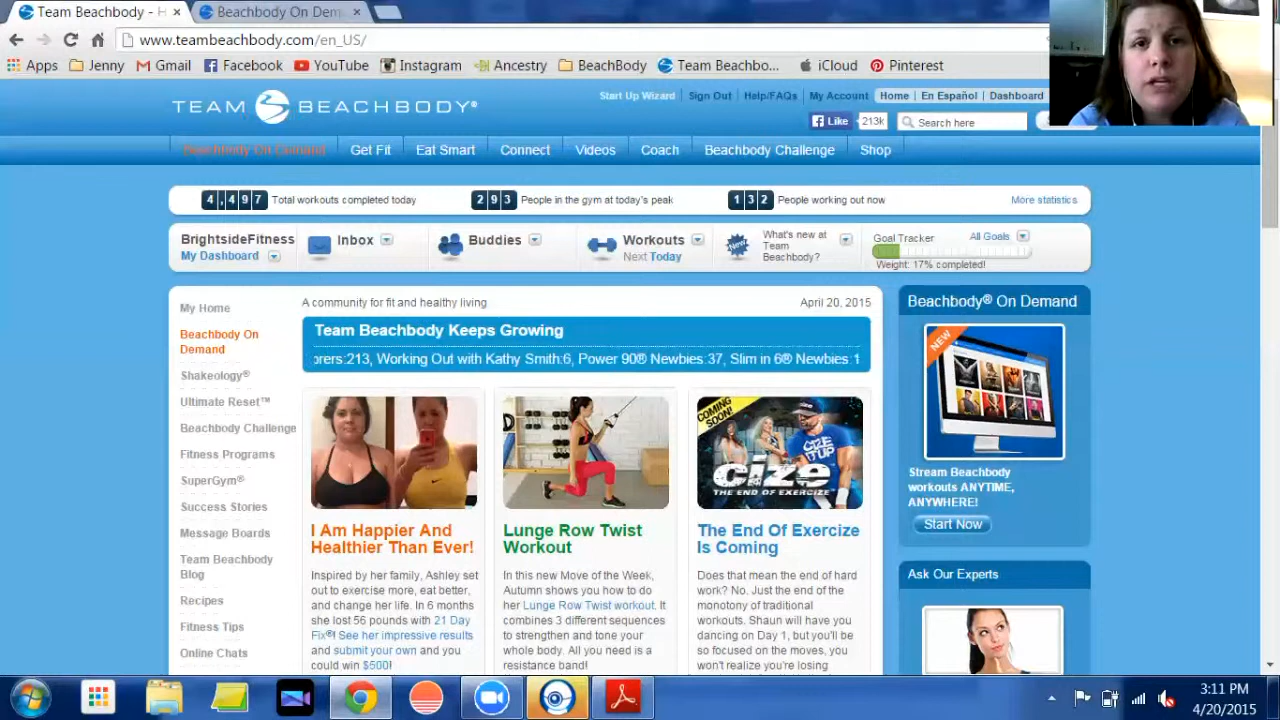 Team Beachbody - H
Beachbody On Dem
www.teambeachbody.com/en_US/
Apps Jenny Gmail Facebook YouTube Instagram Ancestry BeachBody Team Beachbo... iCloud Pinterest
TEAM BEACHBODY®
Start Up Wizard Sign Out Help/FAQs My Account Home En Español Dashboard
Like 213k Search here
Beachbody On Demand Get Fit Eat Smart Connect Videos Coach Beachbody Challenge Shop
4,497 Total workouts completed today 293 People in the gym at today's peak 132 People working out now More statistics
BrightsideFitness
My Dashboard
Inbox
Buddies
Workouts
Next Today
New
What's new at
Team
Beachbody?
Goal Tracker All Goals
Weight: 17% completed!
My Home
Beachbody On
Demand
Shakeology®
Ultimate Reset™
Beachbody Challenge
Fitness Programs
SuperGym®
Success Stories
Message Boards
Team Beachbody
Blog
Recipes
Fitness Tips
Online Chats
A community for fit and healthy living April 20, 2015
Team Beachbody Keeps Growing
orers:213, Working Out with Kathy Smith:6, Power 90® Newbies:37, Slim in 6® Newbies:1
I Am Happier And
Healthier Than Ever!
Inspired by her family, Ashley set
out to exercise more, eat better,
and change her life. In 6 months
she lost 56 pounds with 21 Day
Fix®! See her impressive results
and submit your own and you
could win $500!
Lunge Row Twist
Workout
In this new Move of the Week,
Autumn shows you how to do
her Lunge Row Twist workout. It
combines 3 different sequences
to strengthen and tone your
whole body. All you need is a
resistance band!
COMING
SOON!
CIZE IT UP
CIZE
THE END OF EXERCIZE
The End Of Exercize
Is Coming
Does that mean the end of hard
work? No. Just the end of the
monotony of traditional
workouts. Shaun will have you
dancing on Day 1, but you'll be
so focused on the moves, you
won't realize you're losing
Beachbody® On Demand
NEW
Stream Beachbody
workouts ANYTIME,
ANYWHERE!
Start Now
Ask Our Experts
3:11 PM
4/20/2015